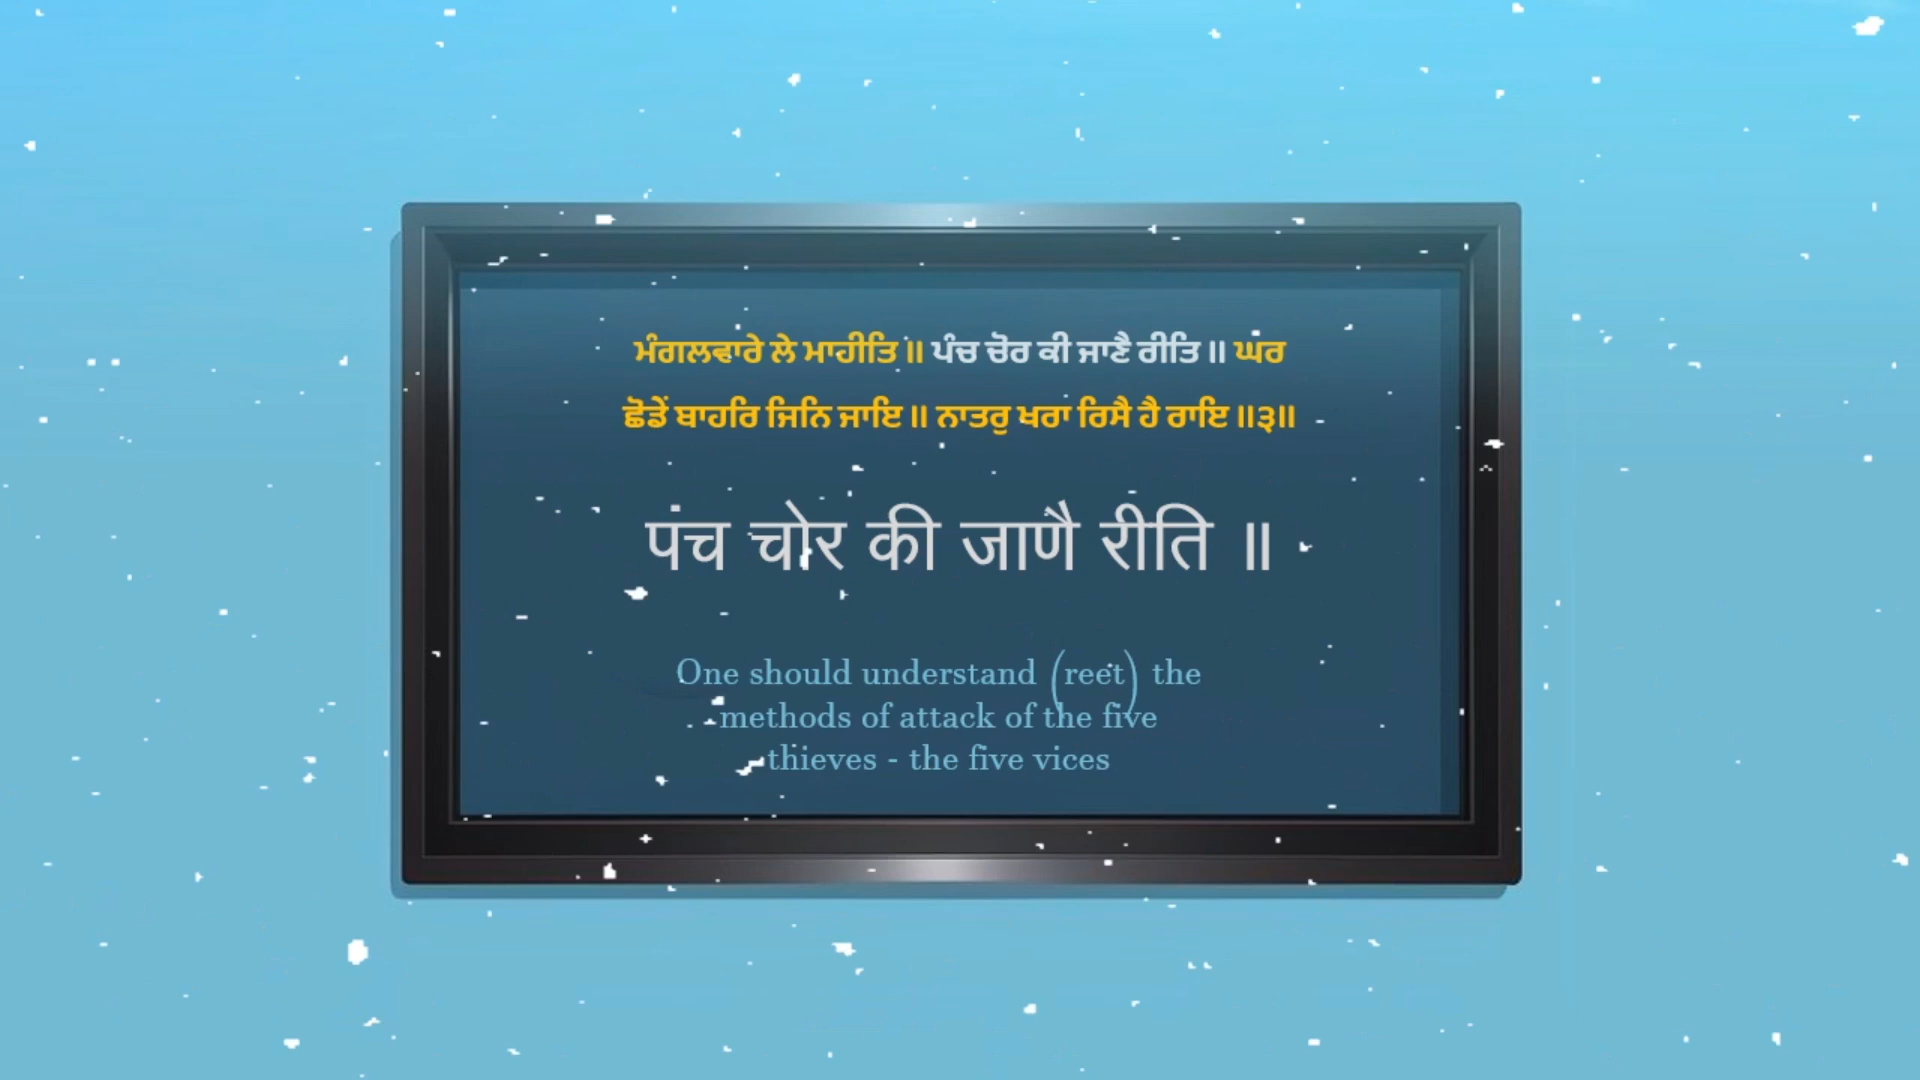 ਮੰਗਲਵਾਰੇ ਲੇ ਮਾਹੀਤਿ ॥ ਪੰਚ ਚੋਰ ਕੀ ਜਾਣੈ ਰੀਤਿ ॥ ਘਰ
ਛੋਡੇਂ ਬਾਹਰਿ ਜਿਨਿ ਜਾਇ ॥ ਨਾਤਰੁ ਖਰਾ ਰਿਸੈ ਹੈ ਰਾਇ ॥੩॥
पंच चोर की जाणै रीति ॥
One should understand (reet) the
methods of attack of the five
thieves - the five vices